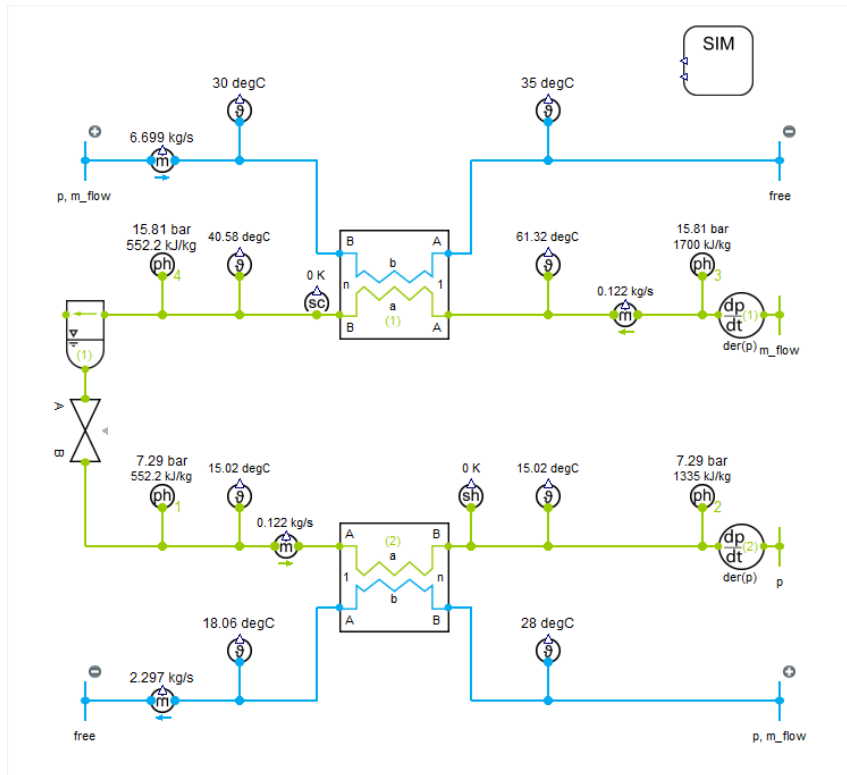 SIM
30 degC
35 degC
ϑ
ϑ
6.699 kg/s
m
p, m_flow
free
15.81 bar
552.2 kJ/kg
40.58 degC
61.32 degC
15.81 bar
1700 kJ/kg
ph
4
ϑ
0 K
sc
B
A
b
n
1
a
B
(1)
A
ϑ
0.122 kg/s
m
ph
3
dp
dt
(1)
der(p)
m_flow
(1)
A
B
7.29 bar
552.2 kJ/kg
15.02 degC
0 K
15.02 degC
7.29 bar
1335 kJ/kg
ph
1
ϑ
0.122 kg/s
m
A
(2)
B
a
1
n
b
A
B
sh
ϑ
ph
2
dp
dt
(2)
der(p)
p
18.06 degC
28 degC
ϑ
ϑ
2.297 kg/s
m
free
p, m_flow